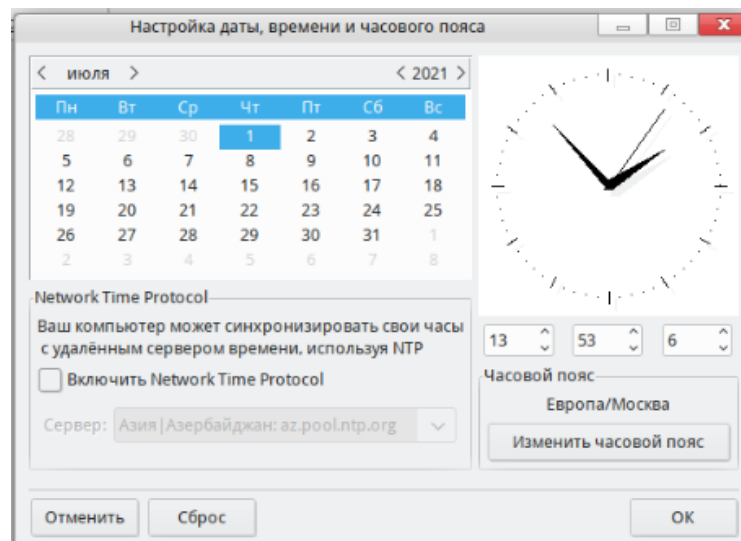 Настройка даты, времени и часового пояса
июля 2021
Пн Вт Ср Чт Пт Сб Вс
28 29 30 1 2 3 4
5 6 7 8 9 10 11
12 13 14 15 16 17 18
19 20 21 22 23 24 25
26 27 28 29 30 31 1
2 3 4 5 6 7 8
Network Time Protocol
Ваш компьютер может синхронизировать свои часы
с удалённым сервером времени, используя NTP
Включить Network Time Protocol
Сервер: Азия|Азербайджан: az.pool.ntp.org
13 53 6
Часовой пояс
Европа/Москва
Изменить часовой пояс
Отменить Сброс ОК